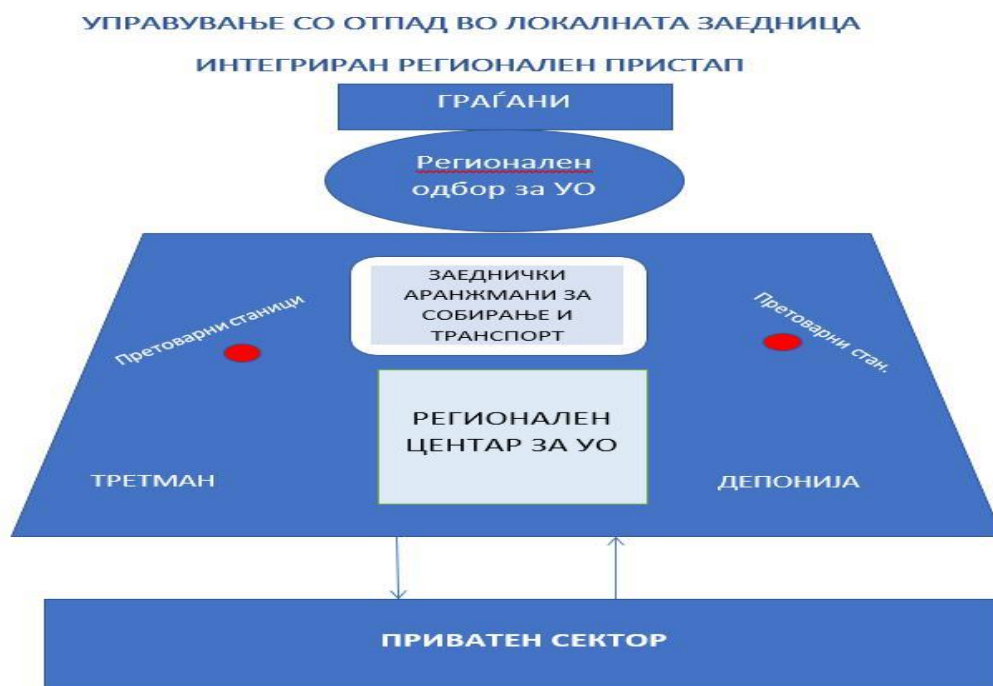 УПРАВУВАЊЕ СО ОТПАД ВО ЛОКАЛНАТА ЗАЕДНИЦА
ИНТЕГРИРАН РЕГИОНАЛЕН ПРИСТАП
ГРАЃАНИ
Регионален
одбор за УО
ЗАЕДНИЧКИ
АРАНЖМАНИ ЗА
СОБИРАЊЕ И
ТРАНСПОРТ
Претоварни станици
Претоварни стан.
РЕГИОНАЛЕН
ЦЕНТАР ЗА УО
ТРЕТМАН
ДЕПОНИЈА
ПРИВАТЕН СЕКТОР